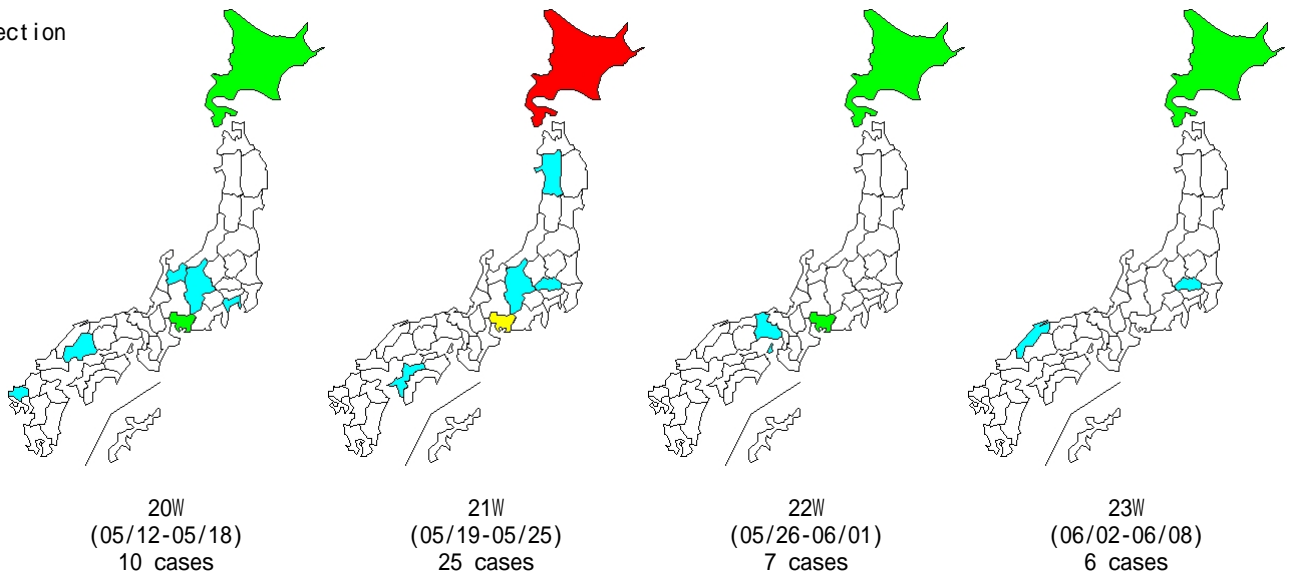 ection
20W
(05/12-05/18)
10 cases
21W
(05/19-05/25)
25 cases
22W
(05/26-06/01)
7 cases
23W
(06/02-06/08)
6 cases